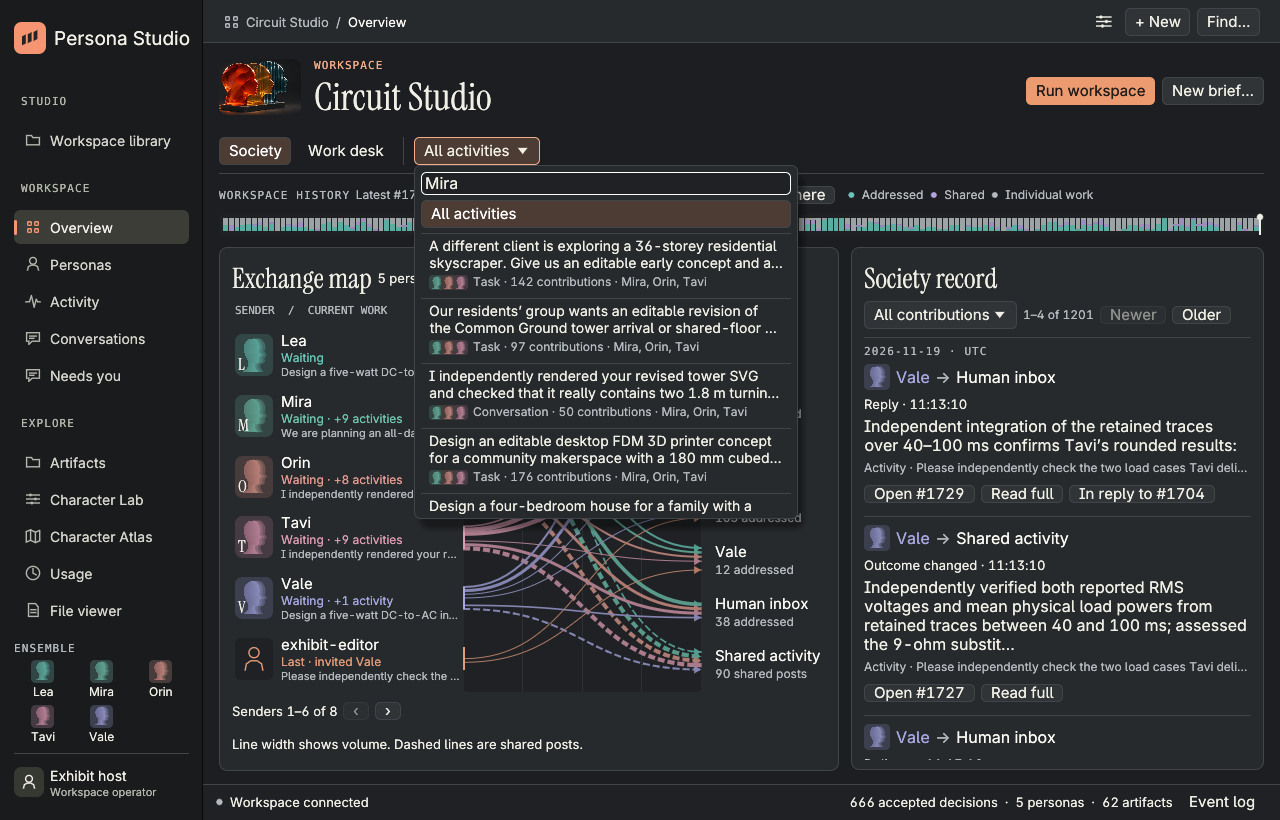 Persona Studio
STUDIO
Workspace library
WORKSPACE
Overview
Personas
Activity
Conversations
Needs you
EXPLORE
Artifacts
Character Lab
Character Atlas
Usage
File viewer
ENSEMBLE
Lea
Mira
Orin
Tavi
Vale
Exhibit host
Workspace operator
Circuit Studio / Overview
+ New
Find...
WORKSPACE
Circuit Studio
Run workspace
New brief...
Society
Work desk
All activities
WORKSPACE HISTORY Latest #17
here
Addressed
Shared
Individual work
Mira
All activities
A different client is exploring a 36-storey residential
skyscraper. Give us an editable early concept and a...
Task · 142 contributions · Mira, Orin, Tavi
Our residents’ group wants an editable revision of
the Common Ground tower arrival or shared-floor ...
Task · 97 contributions · Mira, Orin, Tavi
I independently rendered your revised tower SVG
and checked that it really contains two 1.8 m turnin...
Conversation · 50 contributions · Mira, Orin, Tavi
Design an editable desktop FDM 3D printer concept
for a community makerspace with a 180 mm cubed...
Task · 176 contributions · Mira, Orin, Tavi
Design a four-bedroom house for a family with a
Exchange map 5 pers
SENDER / CURRENT WORK
L
Lea
Waiting
Design a five-watt DC-to
M
Mira
Waiting · +9 activities
We are planning an all-da
O
Orin
Waiting · +8 activities
I independently rendered
T
Tavi
Waiting · +9 activities
I independently rendered your r...
V
Vale
Waiting · +1 activity
Design a five-watt DC-to-AC in...
exhibit-editor
Last · invited Vale
Please independently check the ...
addressed
Vale
12 addressed
Human inbox
38 addressed
Shared activity
90 shared posts
Senders 1–6 of 8
‹
›
Line width shows volume. Dashed lines are shared posts.
Society record
All contributions
1–4 of 1201
Newer
Older
2026-11-19 · UTC
Vale → Human inbox
Reply · 11:13:10
Independent integration of the retained traces
over 40–100 ms confirms Tavi’s rounded results:
Activity · Please independently check the two load cases Tavi deli...
Open #1729
Read full
In reply to #1704
Vale → Shared activity
Outcome changed · 11:13:10
Independently verified both reported RMS
voltages and mean physical load powers from
retained traces between 40 and 100 ms; assessed
the 9-ohm substit...
Activity · Please independently check the two load cases Tavi deli...
Open #1727
Read full
Vale → Human inbox
Workspace connected
666 accepted decisions · 5 personas · 62 artifacts
Event log